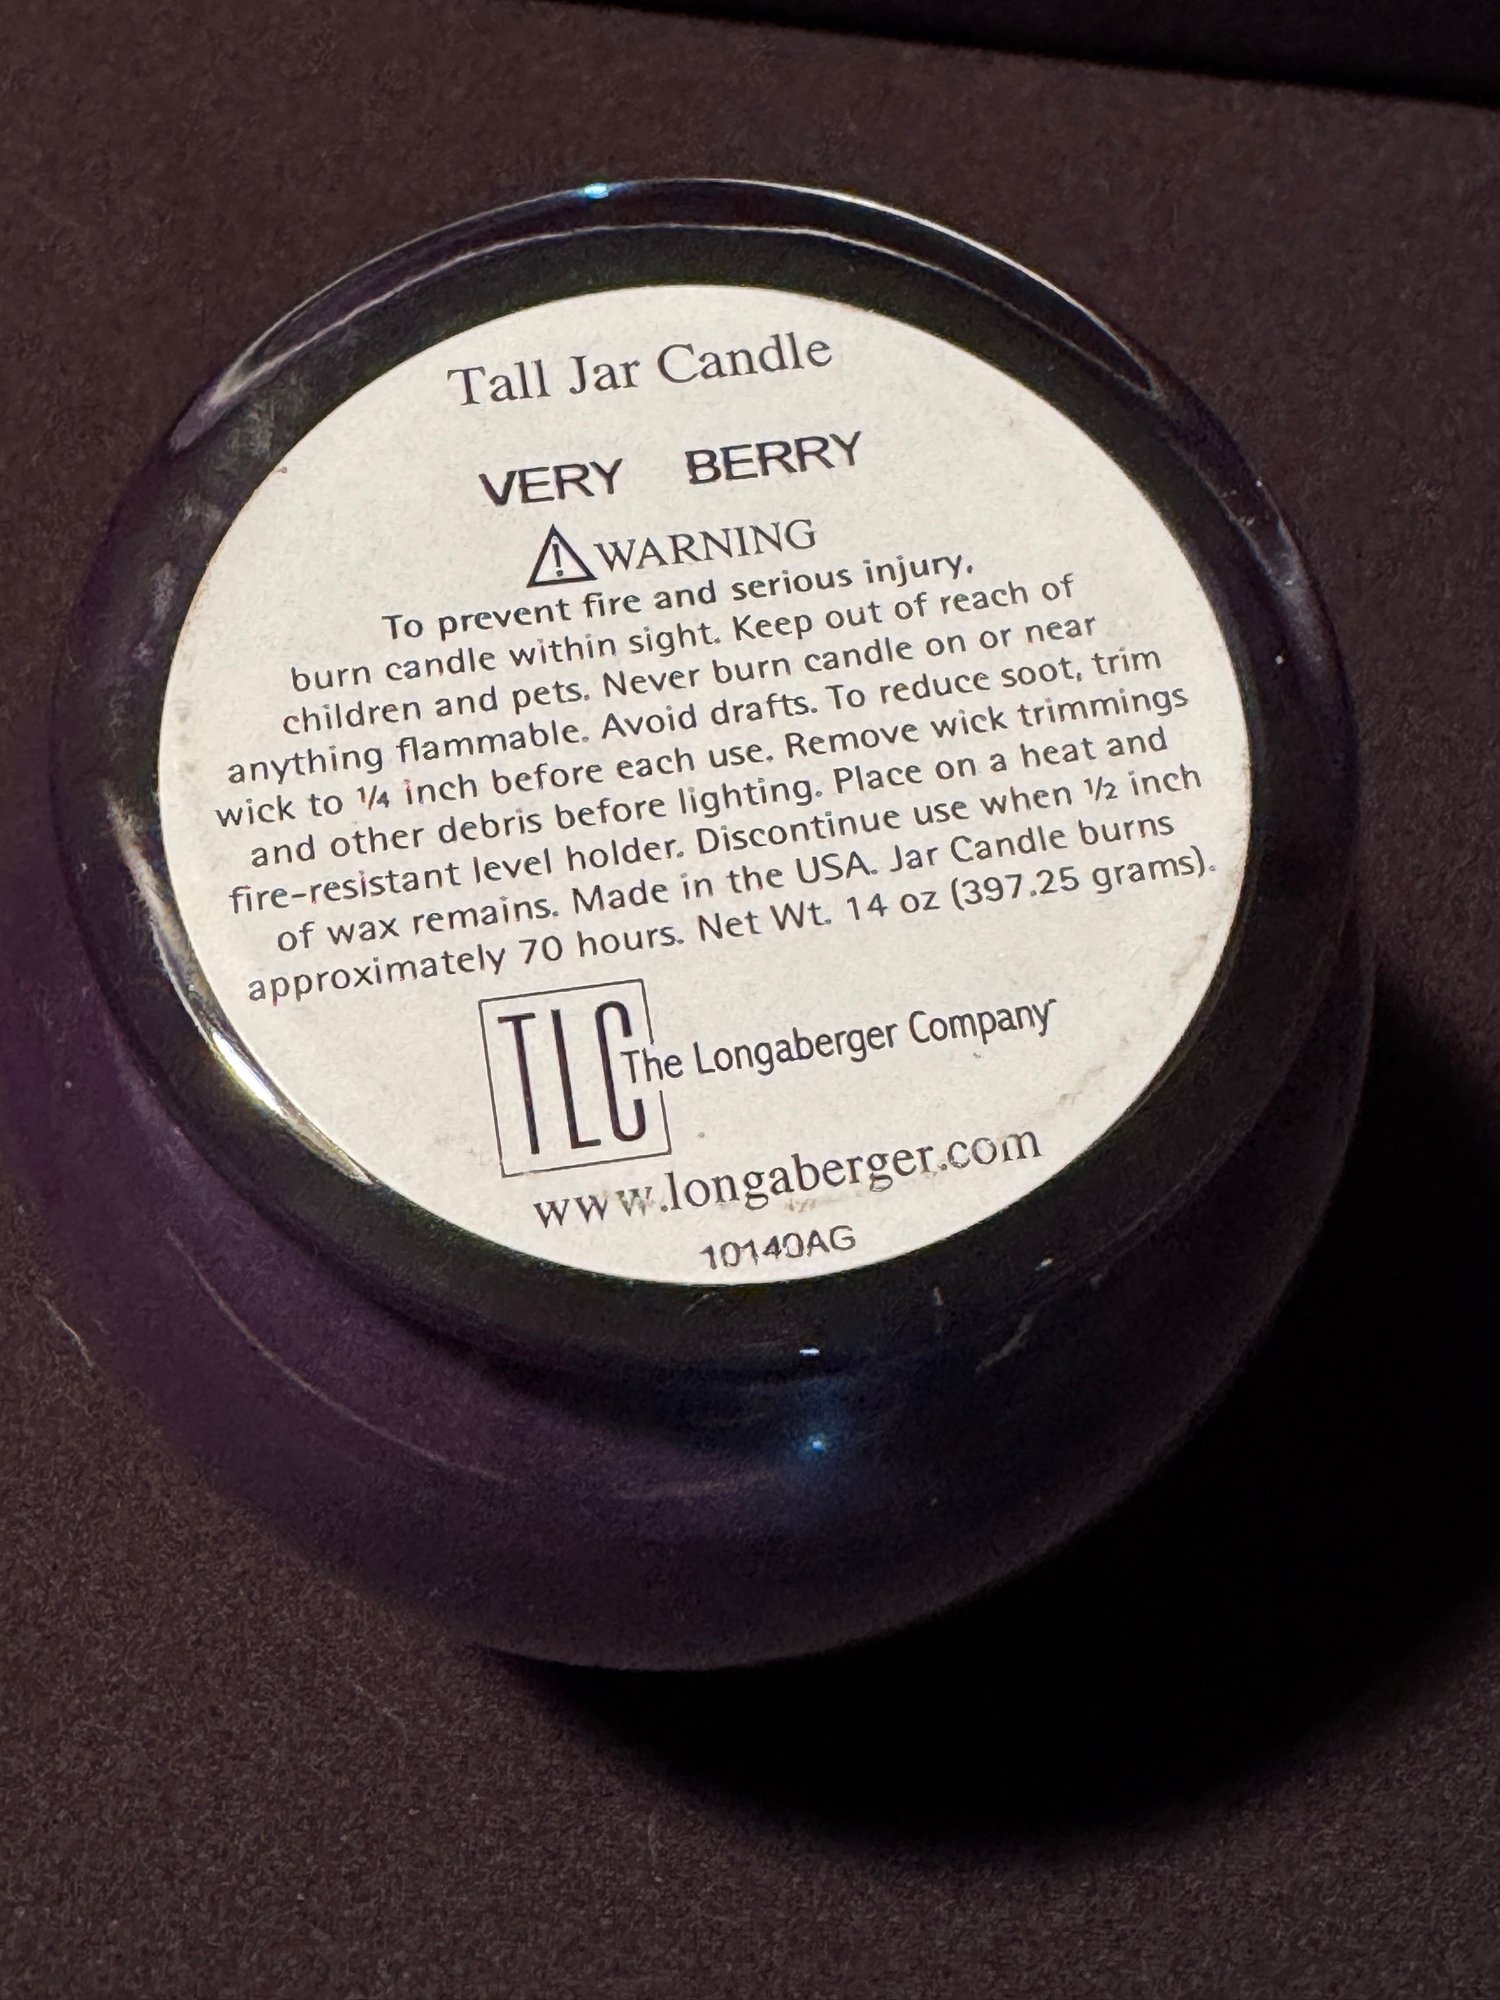 Tall Jar Candle
VERY BERRY
WARNING
To prevent fire and serious injury,
burn candle within sight. Keep out of reach of
children and pets. Never burn candle on or near
anything flammable. Avoid drafts. To reduce soot, trim
wick to ¼ inch before each use. Remove wick trimmings
and other debris before lighting. Place on a heat and
fire-resistant level holder. Discontinue use when ½ inch
of wax remains. Made in the USA. Jar Candle burns
approximately 70 hours. Net Wt. 14 oz (397.25 grams).
TLC The Longaberger Company
www.longaberger.com
10140AG